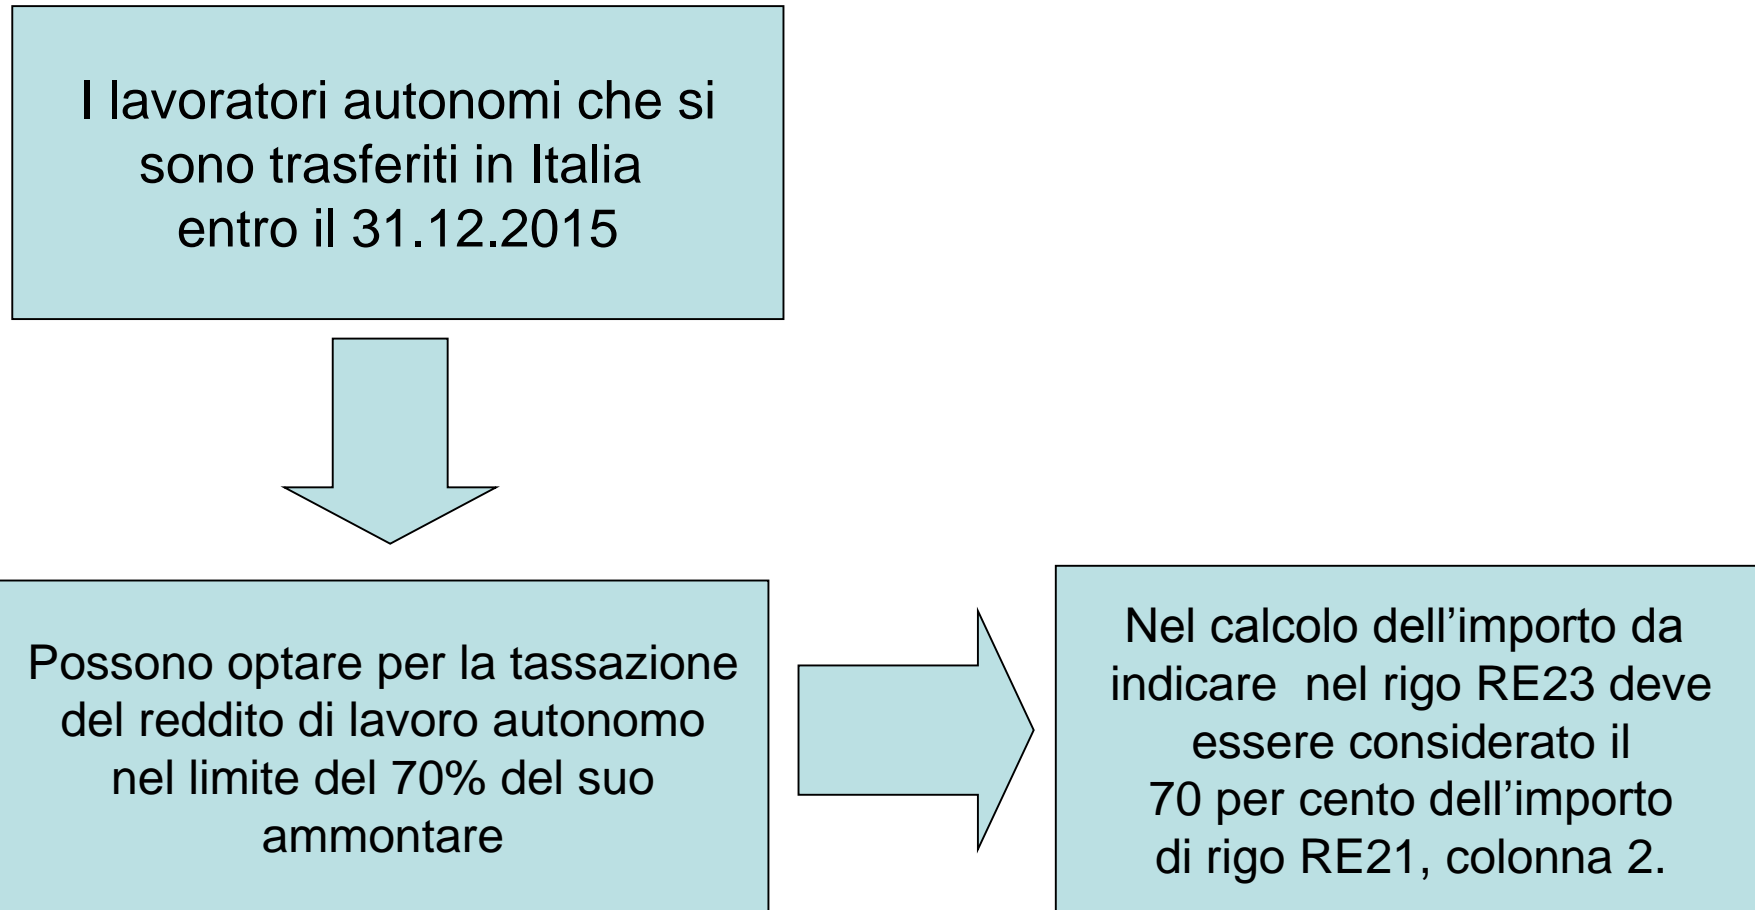 I lavoratori autonomi che si
sono trasferiti in Italia
entro il 31.12.2015
Possono optare per la tassazione
del reddito di lavoro autonomo
nel limite del 70% del suo
ammontare
Nel calcolo dell’importo da
indicare  nel rigo RE23 deve
essere considerato il
70 per cento dell’importo
di rigo RE21, colonna 2.